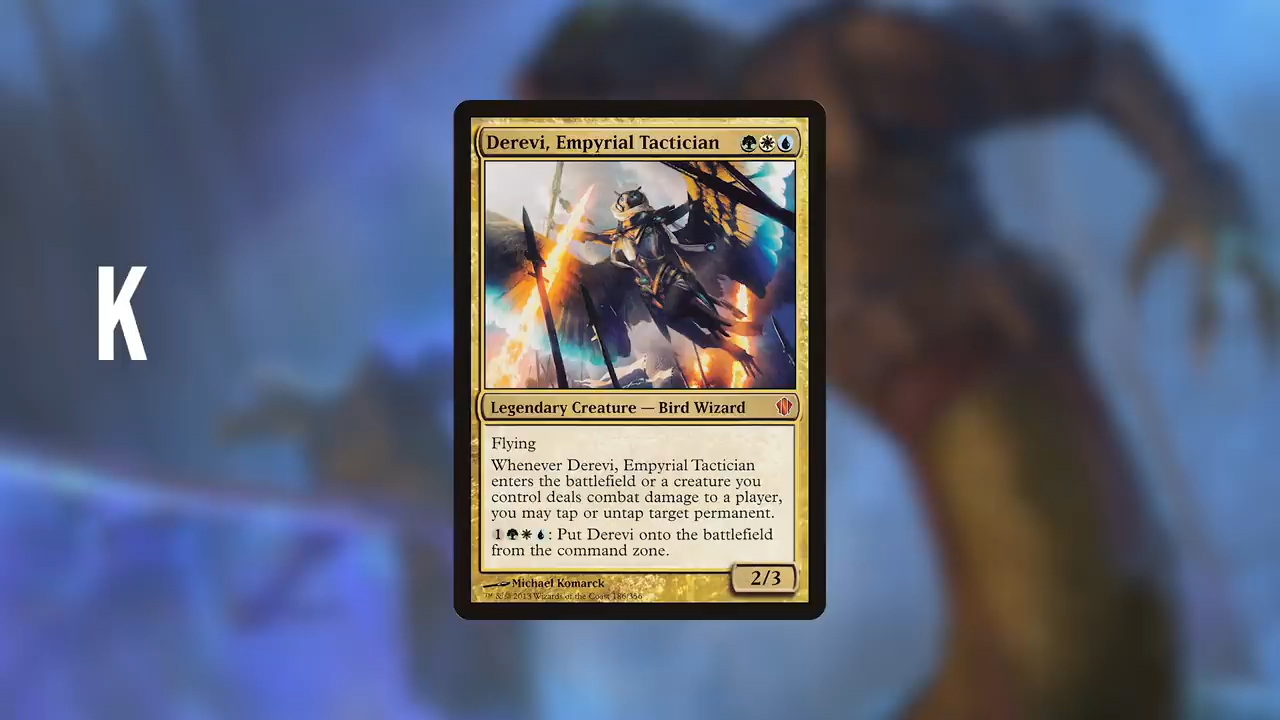 K
Derevi, Empyrial Tactician
Legendary Creature — Bird Wizard
Flying
Whenever Derevi, Empyrial Tactician
enters the battlefield or a creature you
control deals combat damage to a player,
you may tap or untap target permanent.
1 : Put Derevi onto the battlefield
from the command zone.
2/3
Michael Komarck
™ & © 2013 Wizards of the Coast 186/356